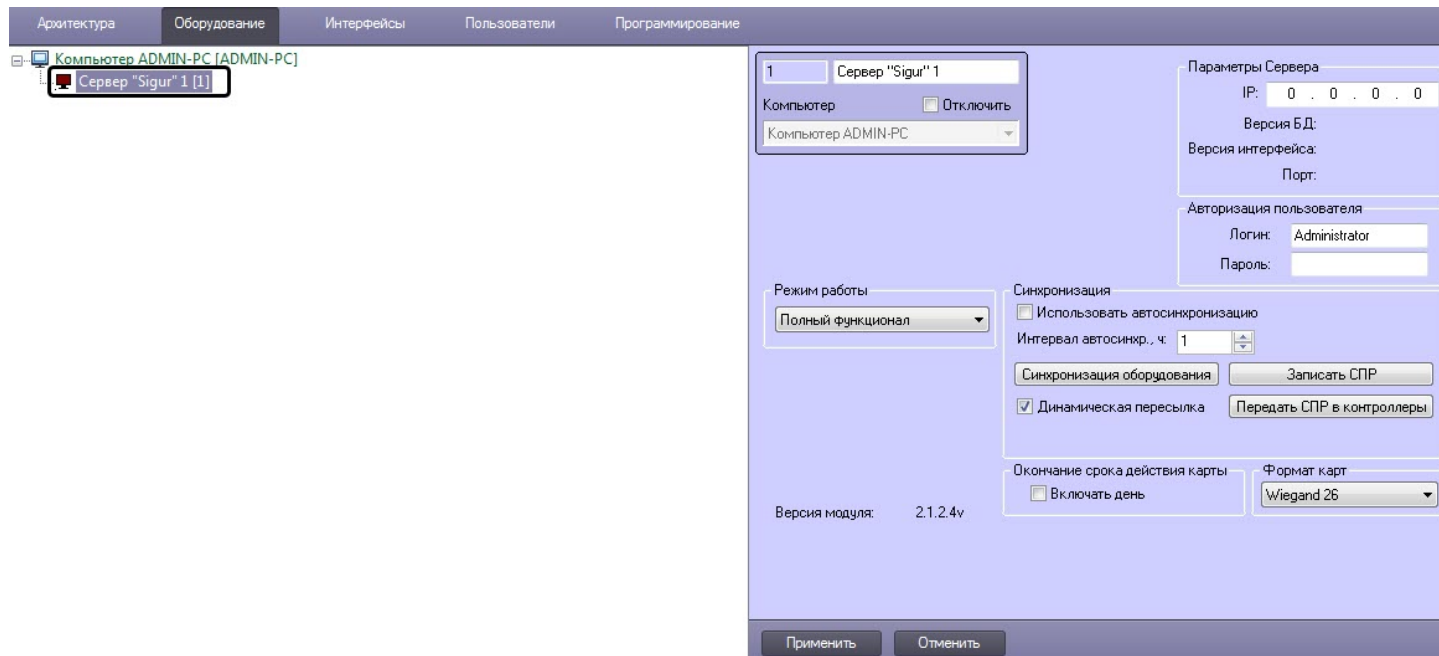 Архитектура Оборудование Интерфейсы Пользователи Программирование
Компьютер ADMIN-PC [ADMIN-PC]
Сервер "Sigur" 1 [1]
1 Сервер "Sigur" 1
Компьютер Отключить
Компьютер ADMIN-PC
Параметры Сервера
IP: 0 . 0 . 0 . 0
Версия БД:
Версия интерфейса:
Порт:
Авторизация пользователя
Логин: Administrator
Пароль:
Режим работы
Полный функционал
Синхронизация
Использовать автосинхронизацию
Интервал автосинхр., ч: 1
Синхронизация оборудования Записать СПР
Динамическая пересылка Передать СПР в контроллеры
Окончание срока действия карты
Включать день
Формат карт
Wiegand 26
Версия модуля: 2.1.2.4v
Применить Отменить